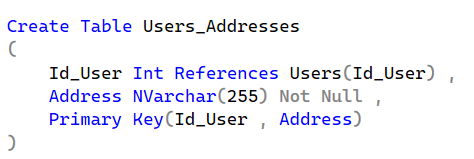 Create Table Users_Addresses
(
    Id_User Int References Users(Id_User) ,
    Address NVarchar(255) Not Null ,
    Primary Key(Id_User , Address)
)